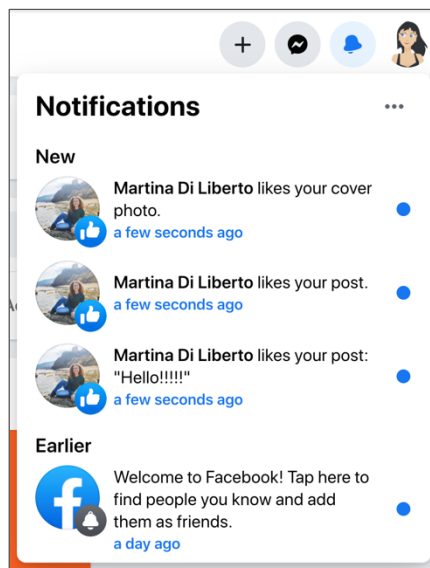 Notifications
New
Martina Di Liberto likes your cover
photo.
a few seconds ago
Martina Di Liberto likes your post.
a few seconds ago
Martina Di Liberto likes your post:
"Hello!!!!!"
a few seconds ago
Earlier
Welcome to Facebook! Tap here to
find people you know and add
them as friends.
a day ago